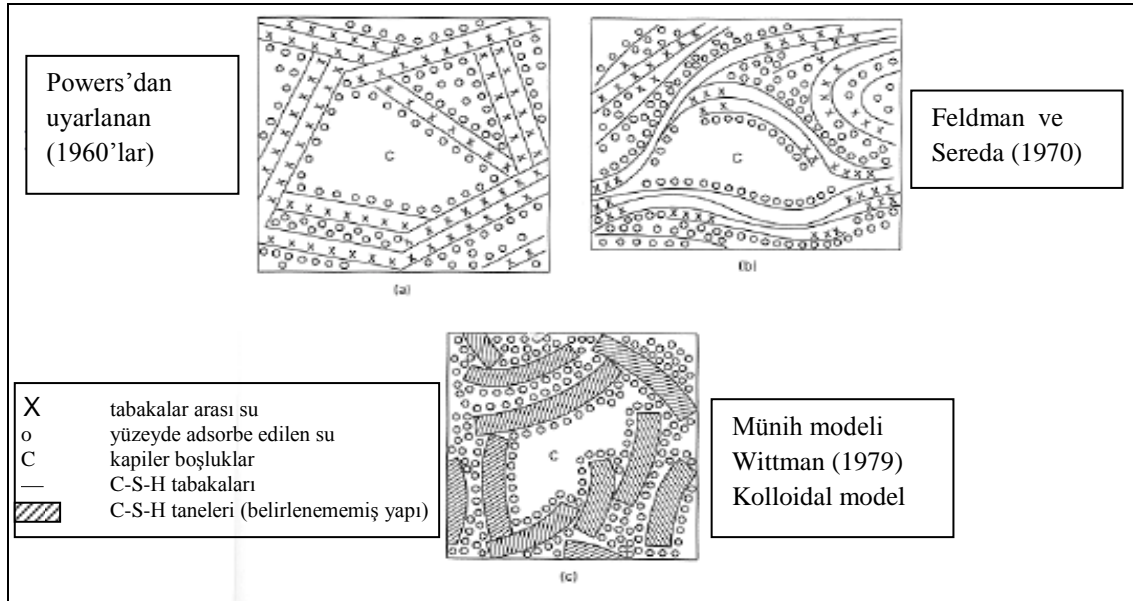 Powers’dan
uyarlanan
(1960’lar)
C
(a)
C
(b)
Feldman ve
Sereda (1970)
X tabakalar arası su
o yüzeyde adsorbe edilen su
C kapiler boşluklar
— C-S-H tabakaları
C-S-H taneleri (belirlenememiş yapı)
C
(c)
Münih modeli
Wittman (1979)
Kolloidal model